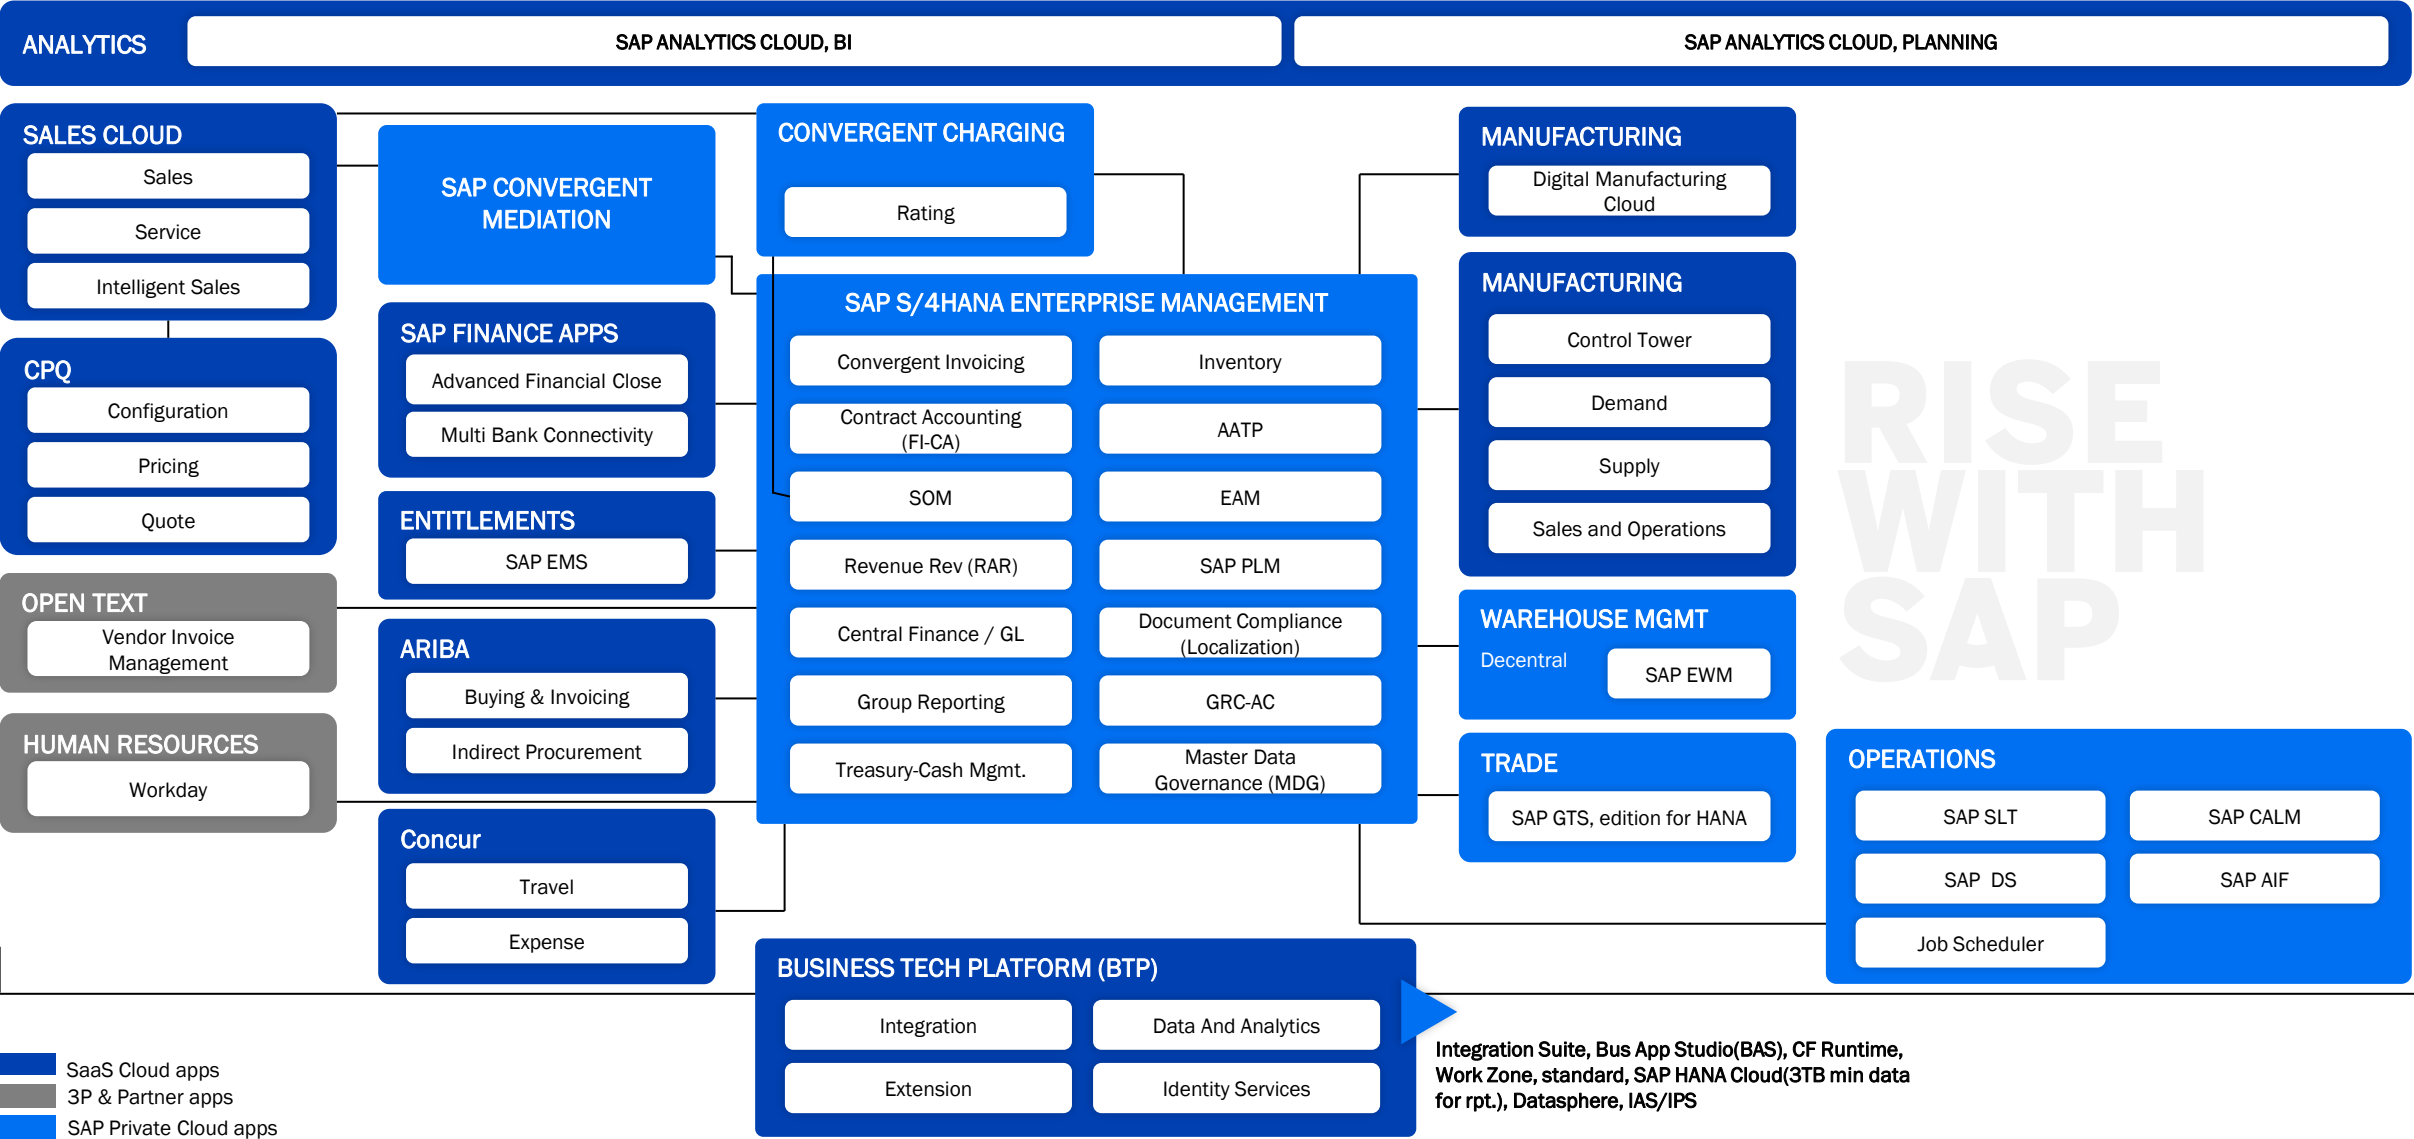 ANALYTICS
SAP ANALYTICS CLOUD, BI
SAP ANALYTICS CLOUD, PLANNING
SALES CLOUD
Sales
Service
Intelligent Sales
CPQ
Configuration
Pricing
Quote
OPEN TEXT
Vendor Invoice
Management
HUMAN RESOURCES
Workday
SAP CONVERGENT
MEDIATION
SAP FINANCE APPS
Advanced Financial Close
Multi Bank Connectivity
ENTITLEMENTS
SAP EMS
ARIBA
Buying & Invoicing
Indirect Procurement
Concur
Travel
Expense
CONVERGENT CHARGING
Rating
SAP S/4HANA ENTERPRISE MANAGEMENT
Convergent Invoicing
Inventory
Contract Accounting
(FI-CA)
AATP
SOM
EAM
Revenue Rev (RAR)
SAP PLM
Central Finance / GL
Document Compliance
(Localization)
Group Reporting
GRC-AC
Treasury-Cash Mgmt.
Master Data
Governance (MDG)
BUSINESS TECH PLATFORM (BTP)
Integration
Data And Analytics
Extension
Identity Services
MANUFACTURING
Digital Manufacturing
Cloud
MANUFACTURING
Control Tower
Demand
Supply
Sales and Operations
WAREHOUSE MGMT
Decentral
SAP EWM
TRADE
SAP GTS, edition for HANA
RISE
WITH
SAP
OPERATIONS
SAP SLT
SAP CALM
SAP DS
SAP AIF
Job Scheduler
Integration Suite, Bus App Studio(BAS), CF Runtime,
Work Zone, standard, SAP HANA Cloud(3TB min data
for rpt.), Datasphere, IAS/IPS
SaaS Cloud apps
3P & Partner apps
SAP Private Cloud apps